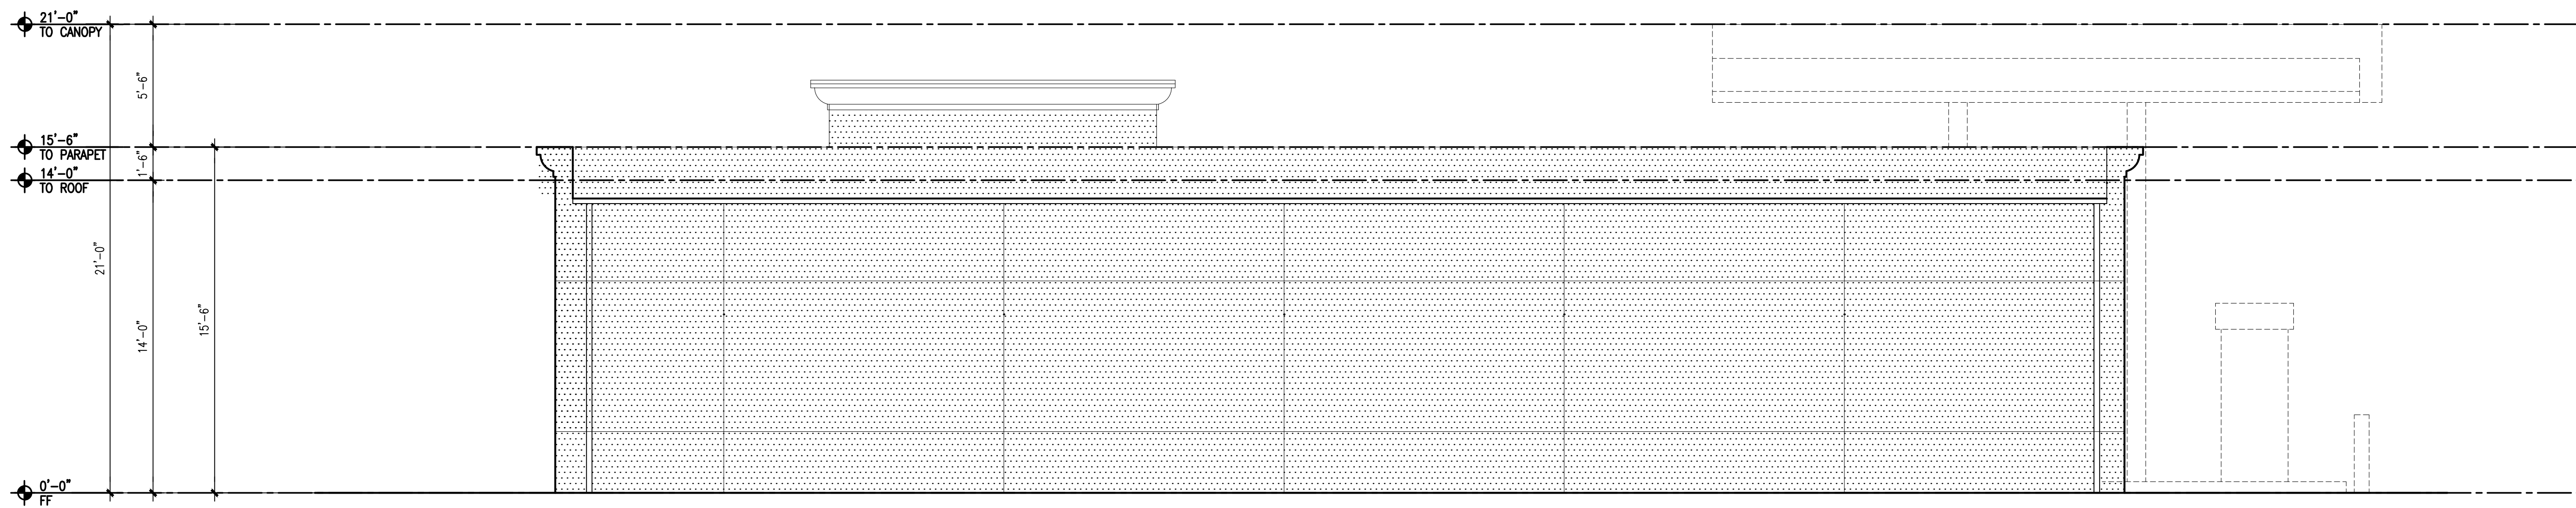 21'-0"
TO CANOPY
5'-6"
15'-6"
TO PARAPET
1'-6"
14'-0"
TO ROOF
21'-0"
14'-0"
15'-6"
0'-0"
FF